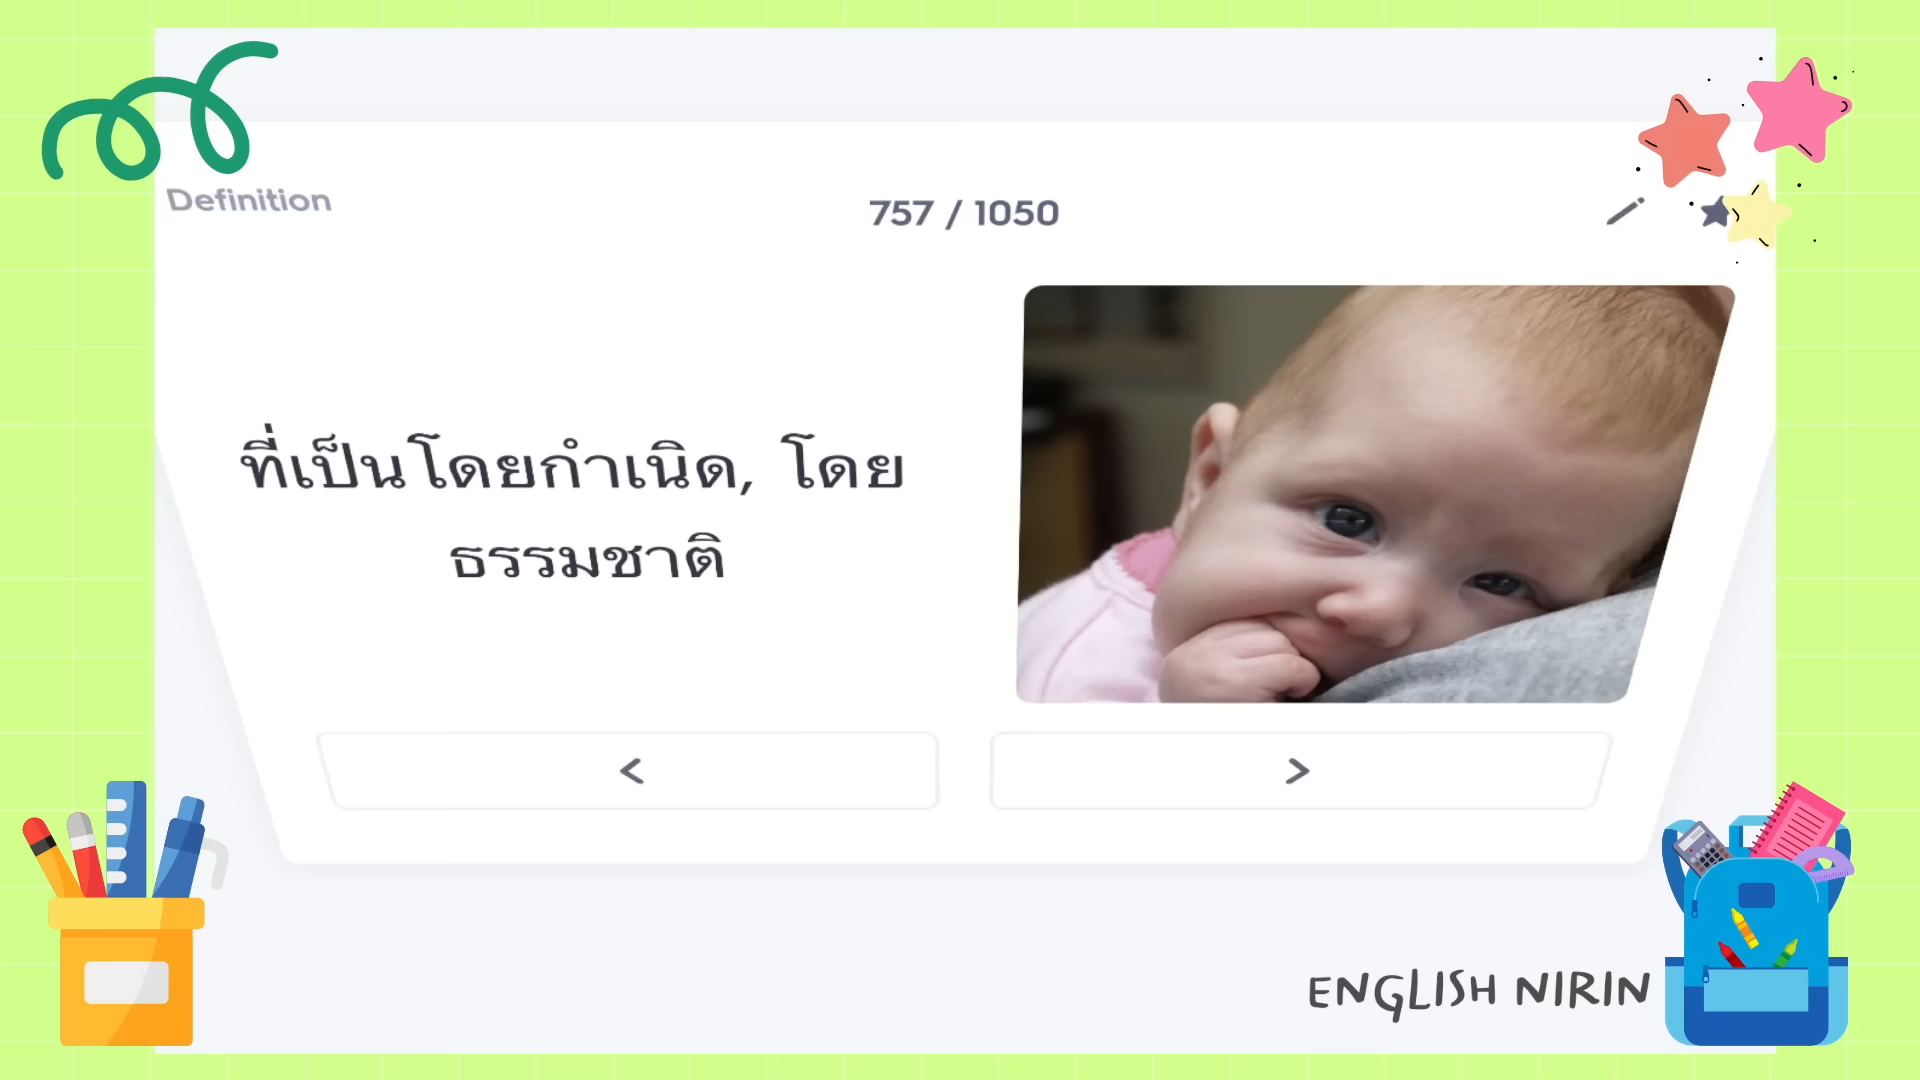 Definition
757 / 1050
ที่เป็นโดยกำเนิด, โดย
ธรรมชาติ
<
>
ENGLISH NIRIN